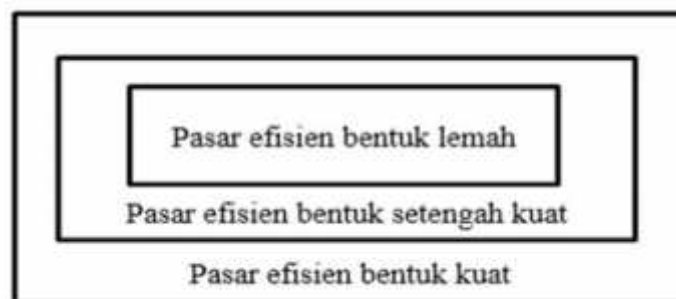 Pasar efisien bentuk lemah
Pasar efisien bentuk setengah kuat
Pasar efisien bentuk kuat